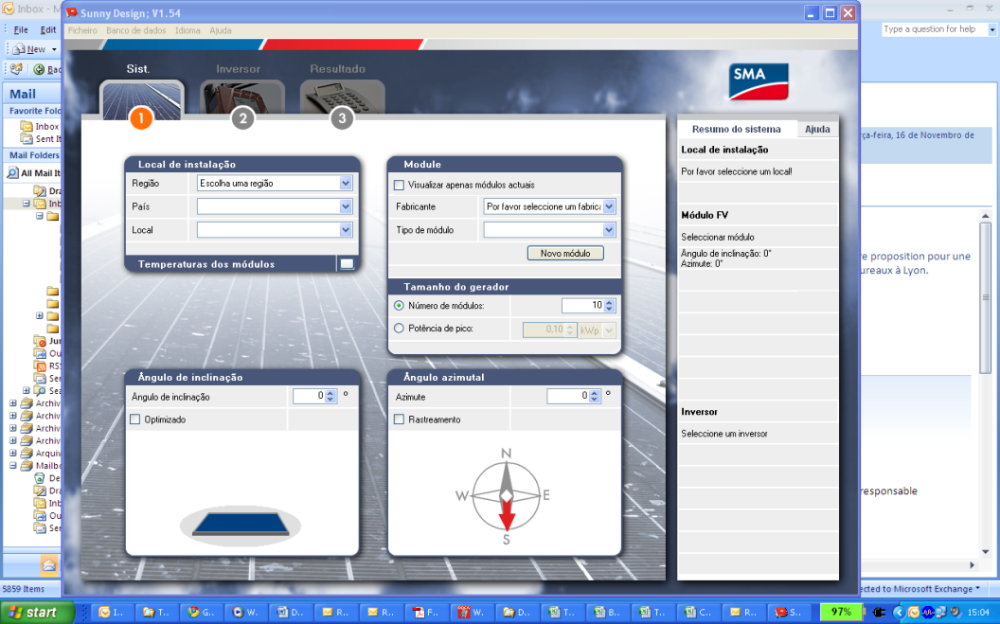 Inbox - M
Sunny Design; V1.54
File Edit
Ficheiro Banco de dados Idioma Ajuda
Type a question for help
New
Bac
Mail
Favorite Fold
Inbox
Sent It
Mail Folders
All Mail It
Dra
Inb
Jun
Ou
RSS
Sen
Sea
Archiv
Archiv
Archiv
Archiv
Arquiv
Mailbo
De
Dra
Inb
Ou
Sen
5859 Items
Sist. Inversor Resultado
1 2 3
SMA
Local de instalação
Região Escolha uma região
País
Local
Temperaturas dos módulos
Module
Visualizar apenas módulos actuais
Fabricante Por favor seleccione um fabrica
Tipo de módulo
Novo módulo
Tamanho do gerador
Número de módulos: 10
Potência de pico: 0,10 kWp
Ângulo de inclinação
Ângulo de inclinação 0 °
Optimizado
Ângulo azimutal
Azimute 0 °
Rastreamento
N
W E
S
Resumo do sistema Ajuda
Local de instalação
Por favor seleccione um local!
Módulo FV
Seleccionar módulo
Ângulo de inclinação: 0°
Azimute: 0°
Inversor
Seleccione um inversor
ça-feira, 16 de Novembro de
e proposition pour une
ureaux à Lyon.
responsable
ected to Microsoft Exchange
start I.. T.. G.. W. D.. R.. R.. F.. W. D.. T.. B.. T.. C.. R.. S.. 97% 15:04